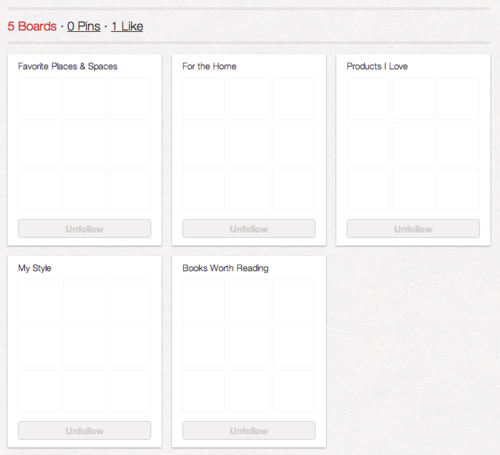 5 Boards · 0 Pins · 1 Like
Favorite Places & Spaces
For the Home
Products I Love
Unfollow
Unfollow
Unfollow
My Style
Books Worth Reading
Unfollow
Unfollow